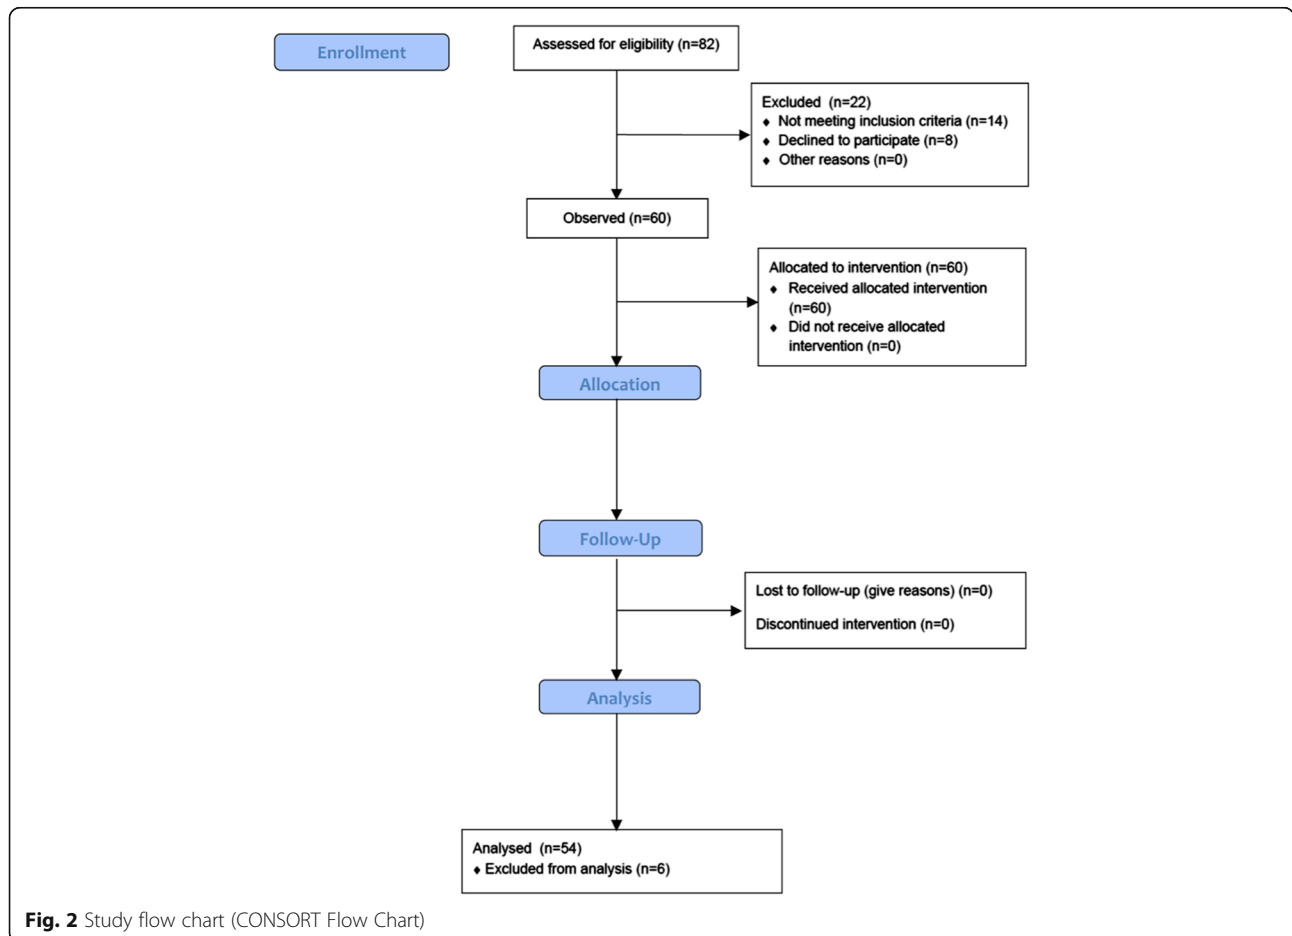 Enrollment
Assessed for eligibility (n=82)
Excluded (n=22)
♦ Not meeting inclusion criteria (n=14)
♦ Declined to participate (n=8)
♦ Other reasons (n=0)
Observed (n=60)
Allocated to intervention (n=60)
♦ Received allocated intervention
(n=60)
♦ Did not receive allocated
intervention (n=0)
Allocation
Follow-Up
Lost to follow-up (give reasons) (n=0)
Discontinued intervention (n=0)
Analysis
Analysed (n=54)
♦ Excluded from analysis (n=6)
Fig. 2 Study flow chart (CONSORT Flow Chart)